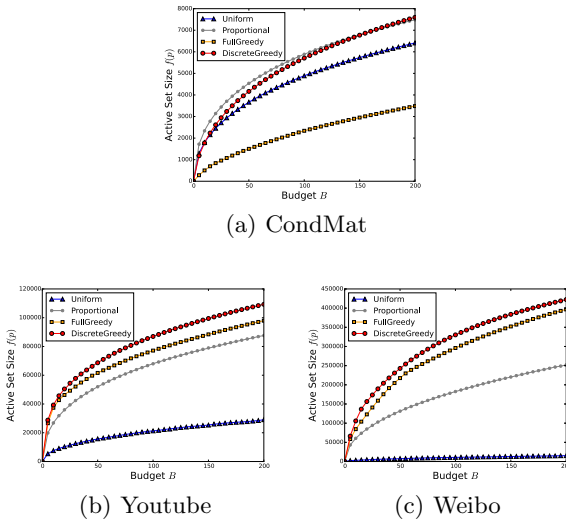 8000
7000
6000
5000
4000
3000
2000
1000
0
Active Set Size f(p)
Uniform
Proportional
FullGreedy
DiscreteGreedy
0 50 100 150 200
Budget B
(a) CondMat
120000
100000
80000
60000
40000
20000
0
Active Set Size f(p)
Uniform
Proportional
FullGreedy
DiscreteGreedy
0 50 100 150 200
Budget B
(b) Youtube
450000
400000
350000
300000
250000
200000
150000
100000
50000
0
Active Set Size f(p)
Uniform
Proportional
FullGreedy
DiscreteGreedy
0 50 100 150 200
Budget B
(c) Weibo